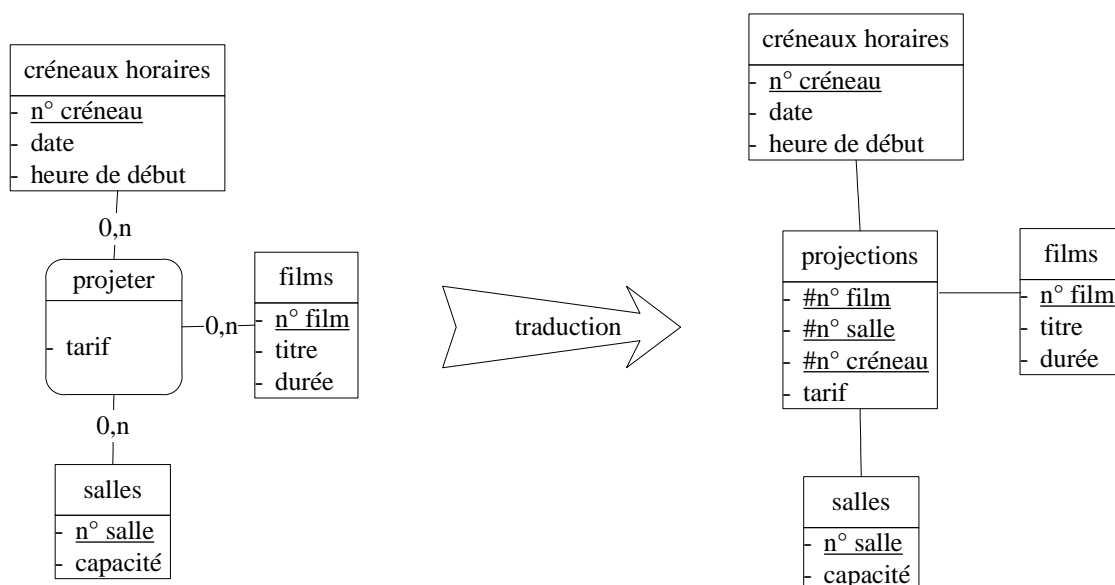 créneaux horaires
- n° créneau
- date
- heure de début
0,n
projeter
- tarif
0,n
films
- n° film
- titre
- durée
0,n
salles
- n° salle
- capacité
traduction
créneaux horaires
- n° créneau
- date
- heure de début
projections
- #n° film
- #n° salle
- #n° créneau
- tarif
films
- n° film
- titre
- durée
salles
- n° salle
- capacité